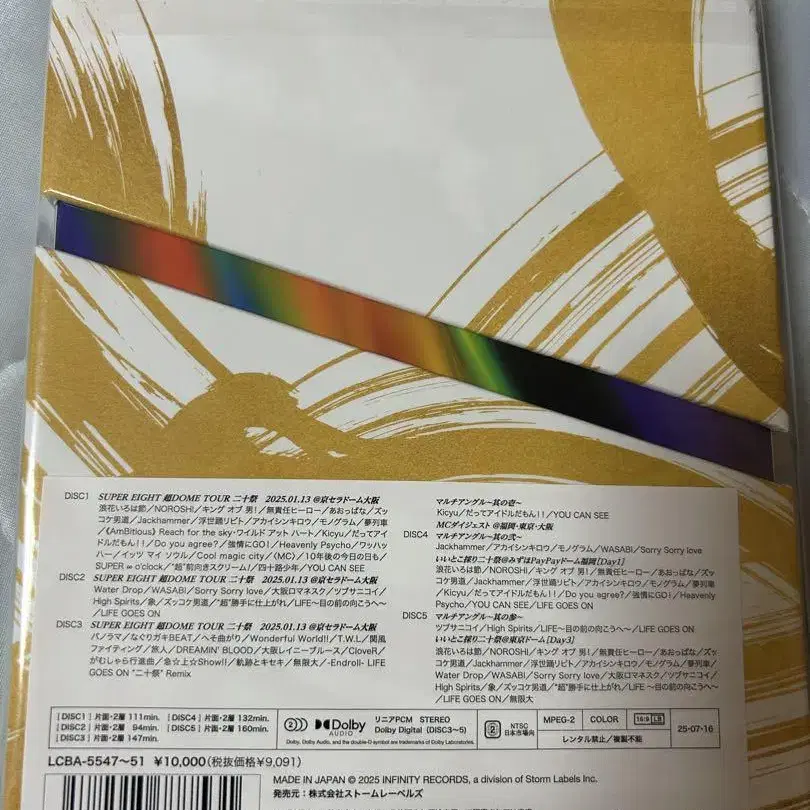 DISC1 SUPER EIGHT 超DOME TOUR 二十祭 2025.01.13 @京セラドーム大阪
浪花いろは節／NOROSHI／キング オブ 男!／無責任ヒーロー／あおっぱな／ズッ
コケ男道／Jackhammer／浮世踊リビト／アカイシンキロウ／モノグラム／夢列車
／《AmBitious》Reach for the sky・ワイルド アット ハート／Kicyu／だってアイ
ドルだもん!!／Do you agree?／強情にGO!／Heavenly Psycho／ワッハッ
ハー／イッツ マイ ソウル／Cool magic city／〈MC〉／10年後の今日の日も／
SUPER ∞ o'clock／"超"前向きスクリーム!／四十路少年／YOU CAN SEE
DISC2 SUPER EIGHT 超DOME TOUR 二十祭 2025.01.13 @京セラドーム大阪
Water Drop／WASABI／Sorry Sorry love／大阪ロマネスク／ツブサニコイ／
High Spirits／象／ズッコケ男道／"超"勝手に仕上がれ／LIFE～目の前の向こうへ～
／LIFE GOES ON
DISC3 SUPER EIGHT 超DOME TOUR 二十祭 2025.01.13 @京セラドーム大阪
パノラマ／なぐりガキBEAT／へそ曲がり／Wonderful World!!／T.W.L／関風
ファイティング／旅人／DREAMIN' BLOOD／大阪レイニーブルース／CloveR／
がむしゃら行進曲／急☆上☆Show!!／軌跡とキセキ／無限大／-Endroll- LIFE
GOES ON "二十祭" Remix
マルチアングル～其の壱～
Kicyu／だってアイドルだもん!!／YOU CAN SEE
MCダイジェスト @福岡・東京・大阪
DISC4 マルチアングル～其の弐～
Jackhammer／アカイシンキロウ／モノグラム／WASABI／Sorry Sorry love
いいとこ採り二十祭@みずほPayPayドーム福岡[Day1]
浪花いろは節／NOROSHI／キング オブ 男!／無責任ヒーロー／あおっぱな／ズッ
コケ男道／Jackhammer／浮世踊リビト／アカイシンキロウ／モノグラム／夢列車
／Kicyu／だってアイドルだもん!!／Do you agree?／強情にGO!／Heavenly
Psycho／YOU CAN SEE／LIFE GOES ON
DISC5 マルチアングル～其の参～
ツブサニコイ／High Spirits／LIFE～目の前の向こうへ～／LIFE GOES ON
いいとこ採り二十祭@東京ドーム[Day3]
浪花いろは節／NOROSHI／キング オブ 男!／無責任ヒーロー／あおっぱな／ズッコケ男道
／Jackhammer／浮世踊リビト／アカイシンキロウ／モノグラム／夢列車／
Water Drop／WASABI／Sorry Sorry love／大阪ロマネスク／ツブサニコイ／
High Spirits／象／ズッコケ男道／"超"勝手に仕上がれ／LIFE ～目の前の向こうへ～
／LIFE GOES ON／無限大
[DISC1] 片面・2層 111min. [DISC4] 片面・2層 132min.
[DISC2] 片面・2層 94min. [DISC5] 片面・2層 160min.
[DISC3] 片面・2層 147min.
2))) Dolby AUDIO リニアPCM STEREO Dolby Digital (DISC3～5)
Dolby, Dolby Audio, and the double-D symbol are trademarks of Dolby Laboratories.
2 NTSC 日本市場向 MPEG-2 COLOR 16:9 LB
レンタル禁止／複製不能
25・07・16
LCBA-5547～51 ¥10,000(税抜価格¥9,091)
MADE IN JAPAN © 2025 INFINITY RECORDS, a division of Storm Labels Inc.
発売元：株式会社ストームレーベルズ